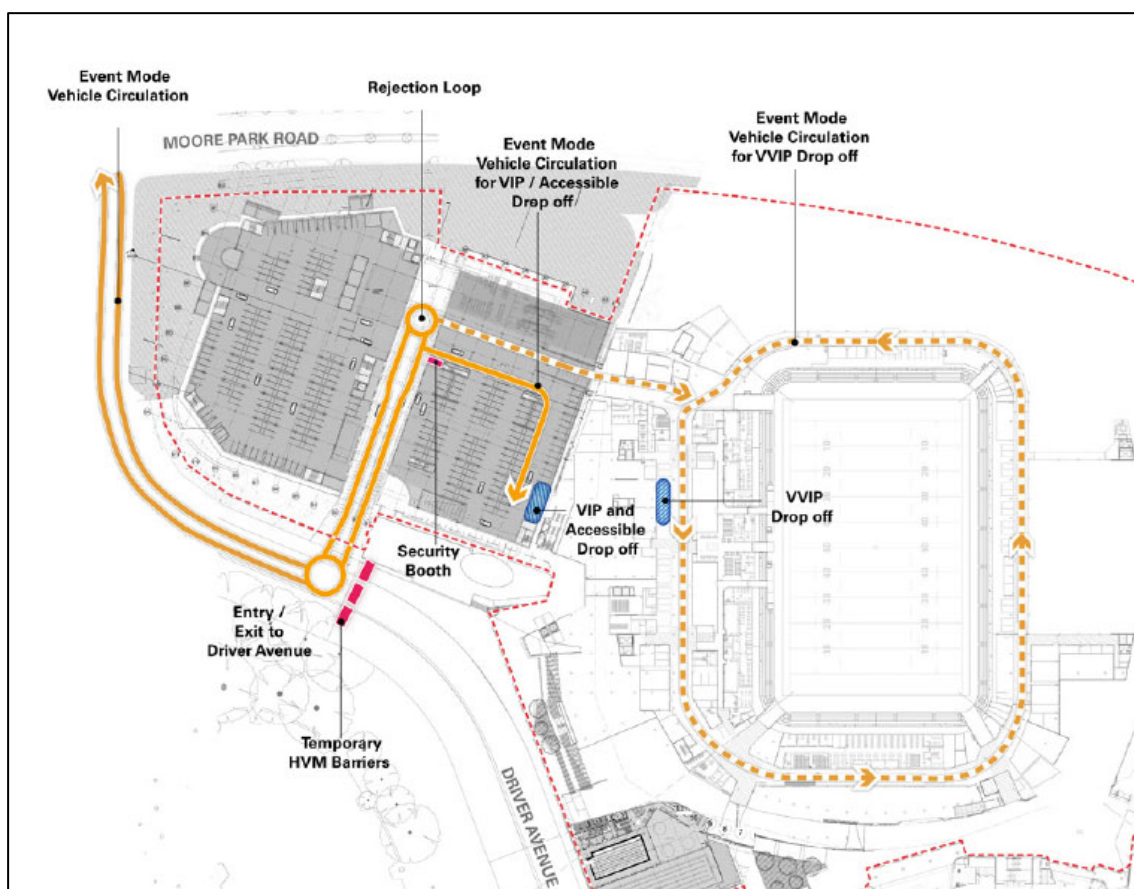 Event Mode
Vehicle Circulation
Rejection Loop
MOORE PARK ROAD
Event Mode
Vehicle Circulation
for VIP / Accessible
Drop off
Event Mode
Vehicle Circulation
for VVIP Drop off
VIP and
Accessible
Drop off
VVIP
Drop off
Security
Booth
Entry /
Exit to
Driver Avenue
Temporary
HVM Barriers
DRIVER AVENUE